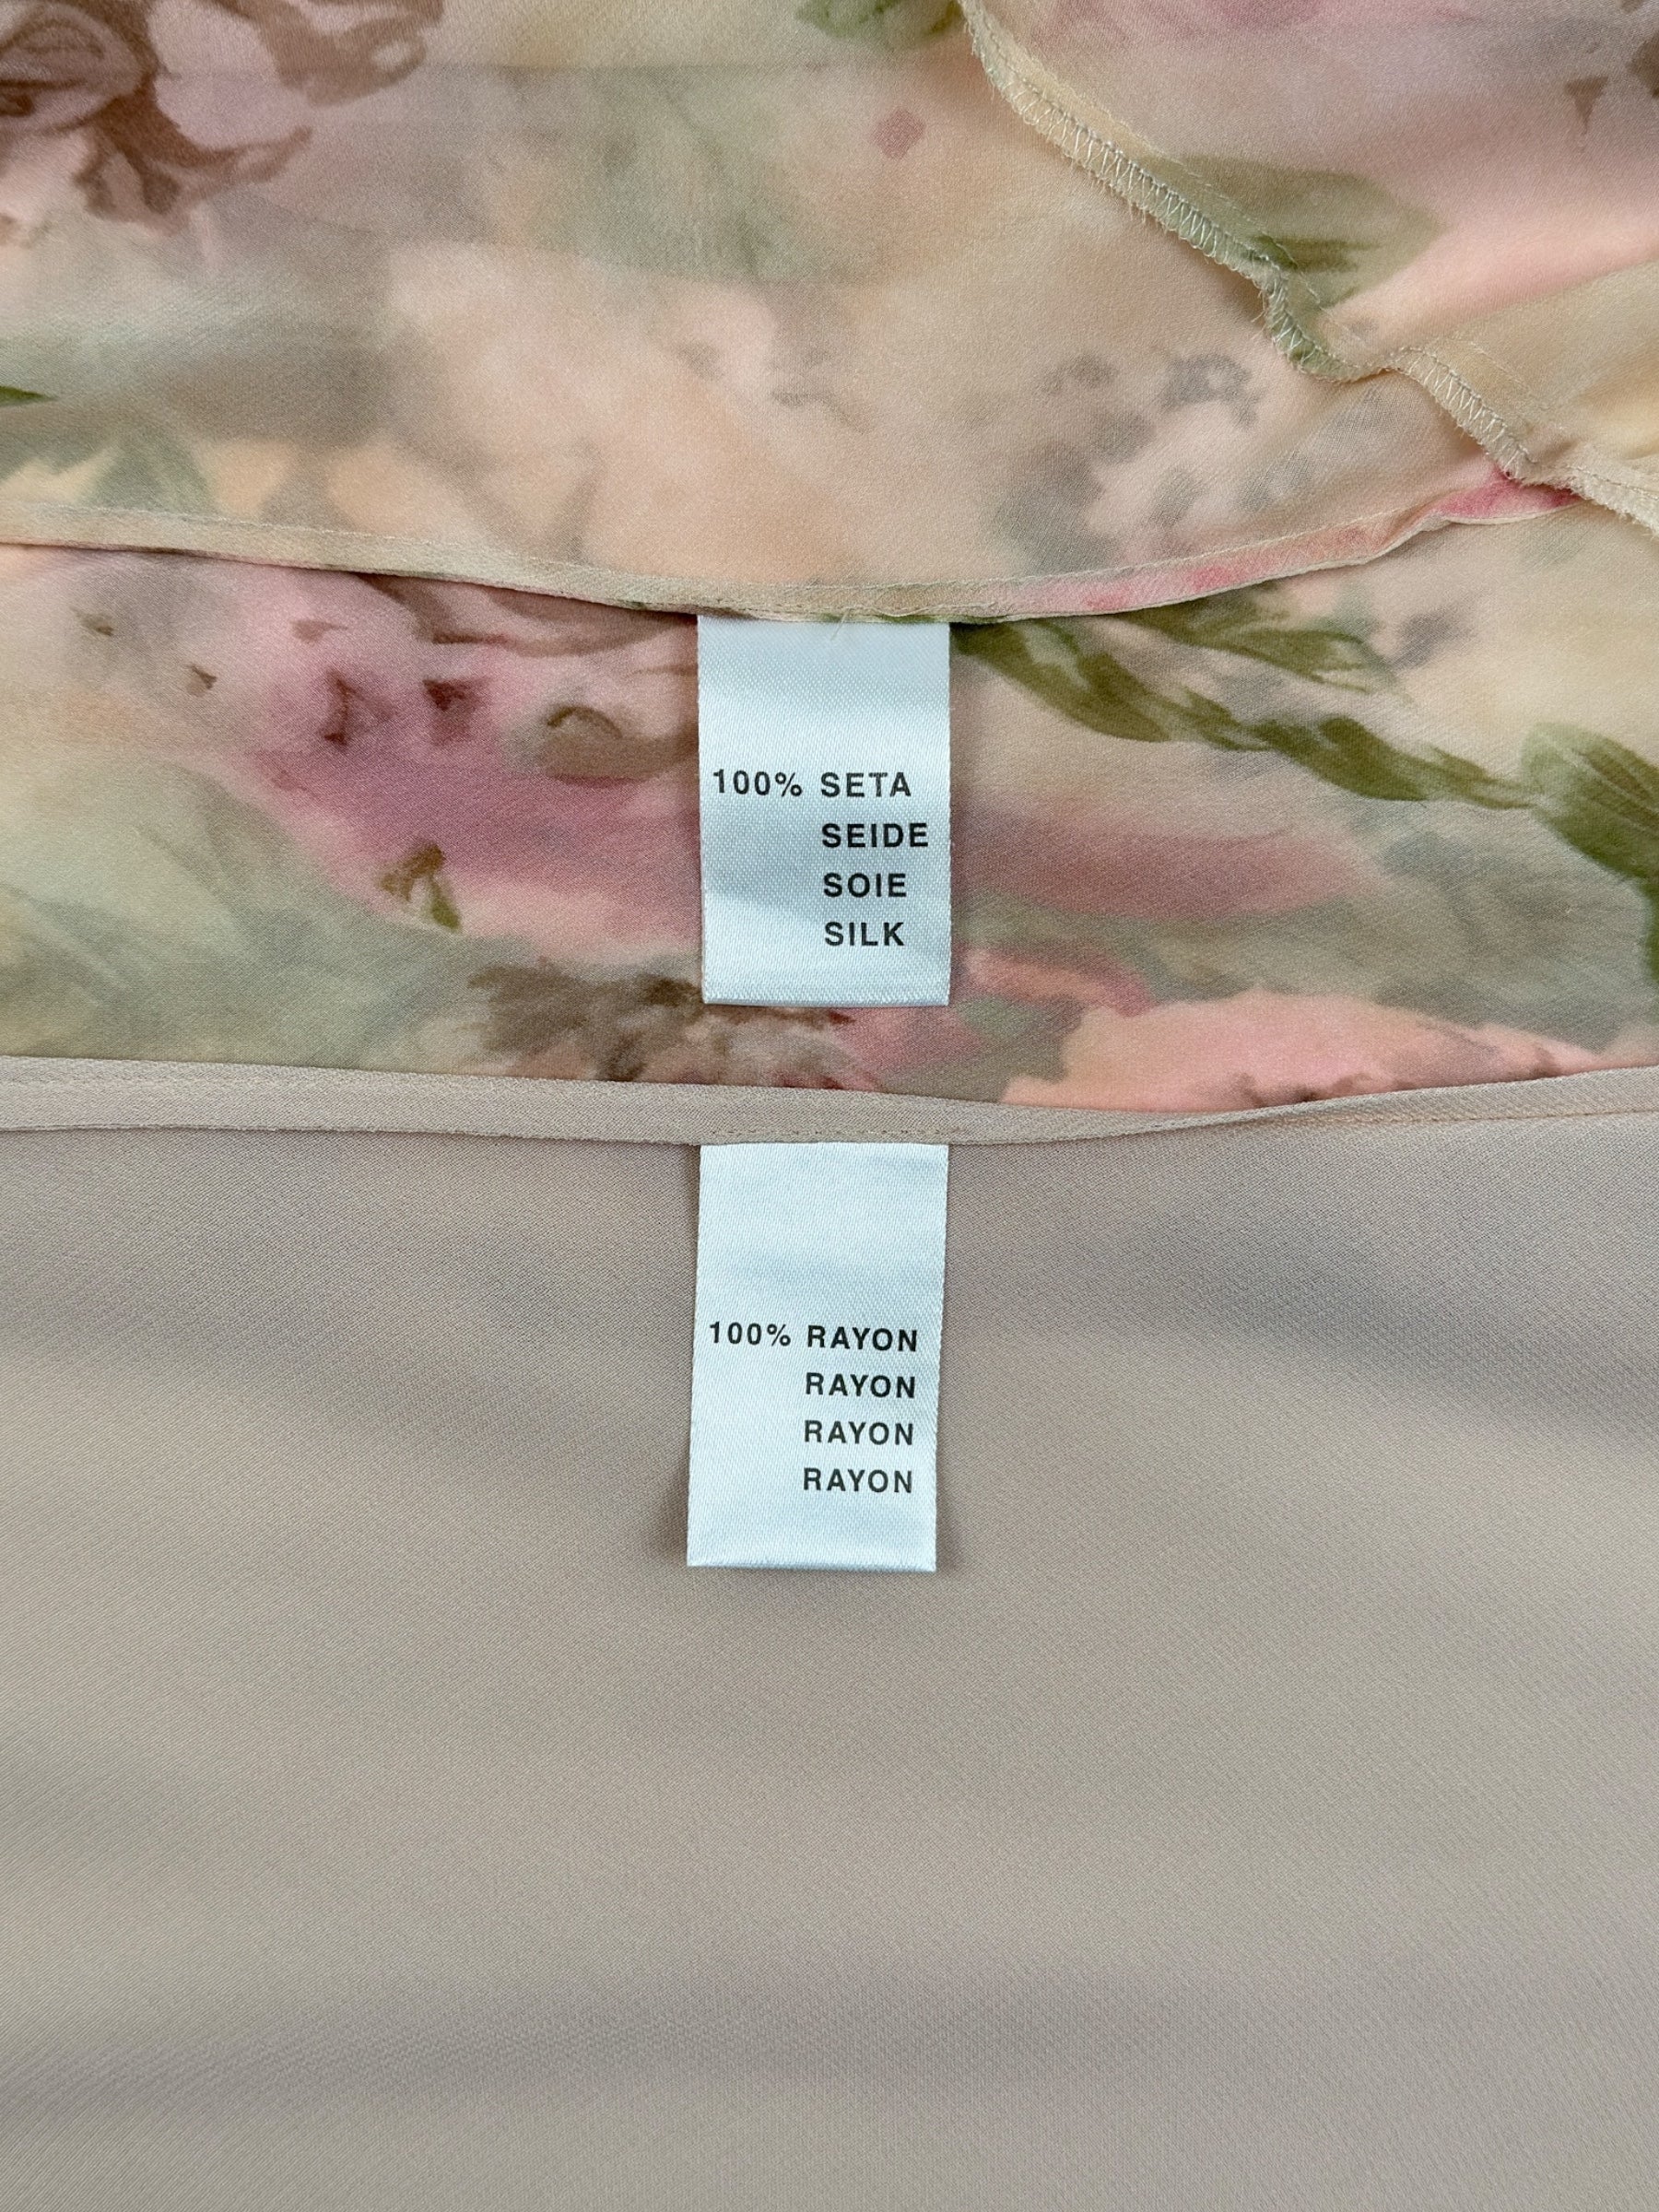 100% SETA
SEIDE
SOIE
SILK
100% RAYON
RAYON
RAYON
RAYON